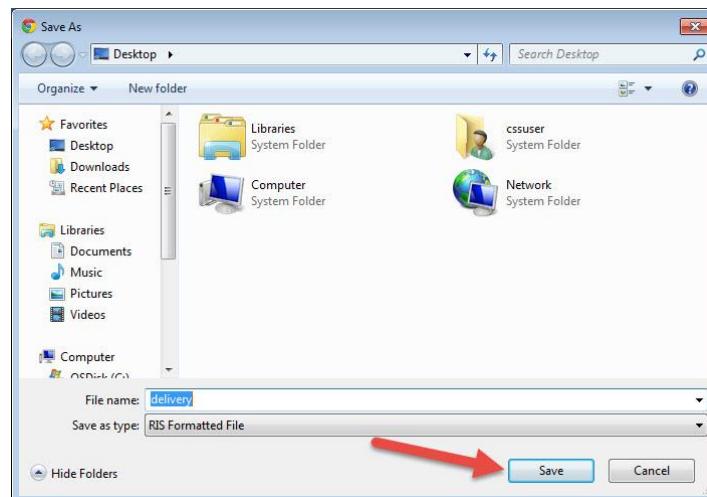 Save As
Desktop
Search Desktop
Organize
New folder
Favorites
Desktop
Downloads
Recent Places
Libraries
Documents
Music
Pictures
Videos
Computer
OSDisk (C:)
Libraries
System Folder
cssuser
System Folder
Computer
System Folder
Network
System Folder
File name: delivery
Save as type: RIS Formatted File
Hide Folders
Save
Cancel